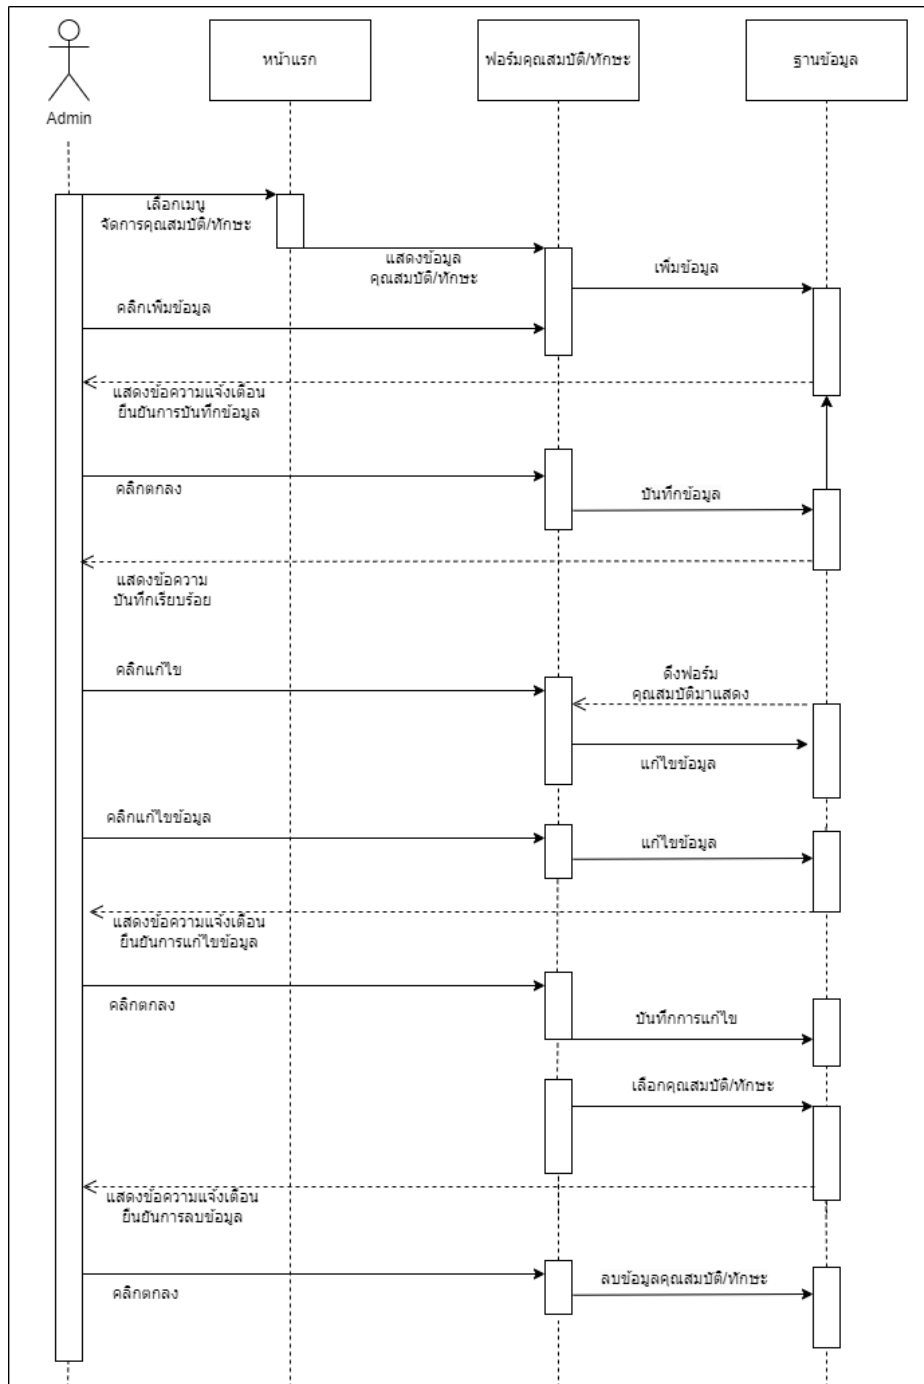 หน้าแรก
ฟอร์มคุณสมบัติ/ทักษะ
ฐานข้อมูล
Admin
เลือกเมนู
จัดการคุณสมบัติ/ทักษะ
แสดงข้อมูล
คุณสมบัติ/ทักษะ
เพิ่มข้อมูล
คลิกเพิ่มข้อมูล
แสดงข้อความแจ้งเตือน
ยืนยันการบันทึกข้อมูล
คลิกตกลง
บันทึกข้อมูล
แสดงข้อความ
บันทึกเรียบร้อย
คลิกแก้ไข
ดึงฟอร์ม
คุณสมบัติมาแสดง
แก้ไขข้อมูล
คลิกแก้ไขข้อมูล
แก้ไขข้อมูล
แสดงข้อความแจ้งเตือน
ยืนยันการแก้ไขข้อมูล
คลิกตกลง
บันทึกการแก้ไข
เลือกคุณสมบัติ/ทักษะ
แสดงข้อความแจ้งเตือน
ยืนยันการลบข้อมูล
ลบข้อมูลคุณสมบัติ/ทักษะ
คลิกตกลง